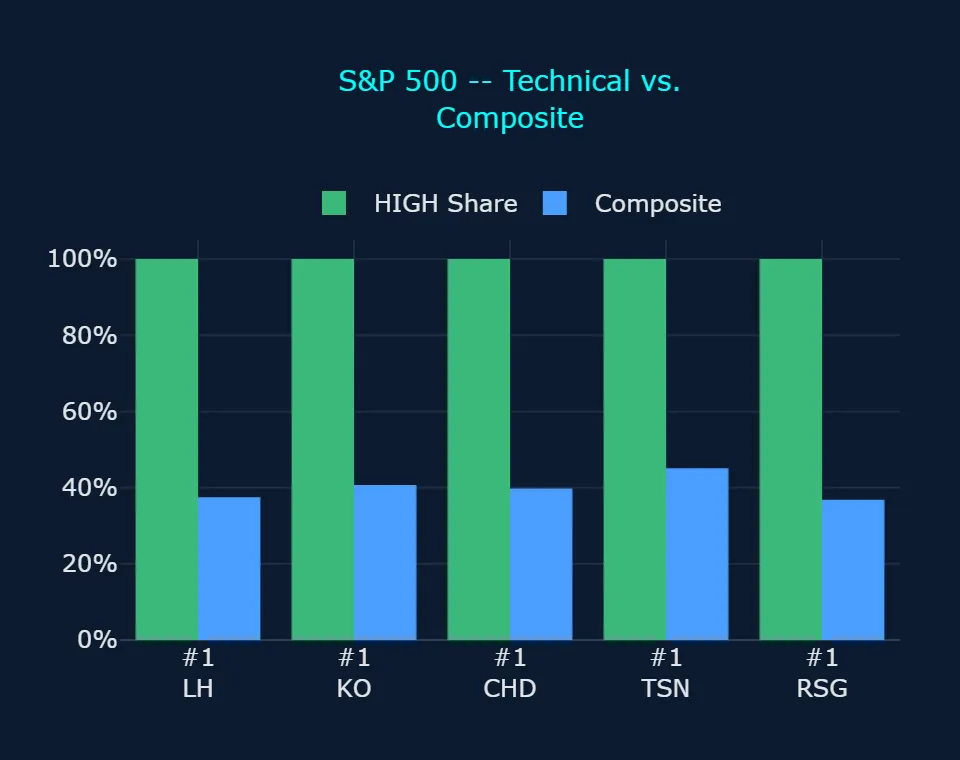 S&P 500 -- Technical vs.
Composite
HIGH Share
Composite
100%
80%
60%
40%
20%
0%
#1
LH
#1
KO
#1
CHD
#1
TSN
#1
RSG